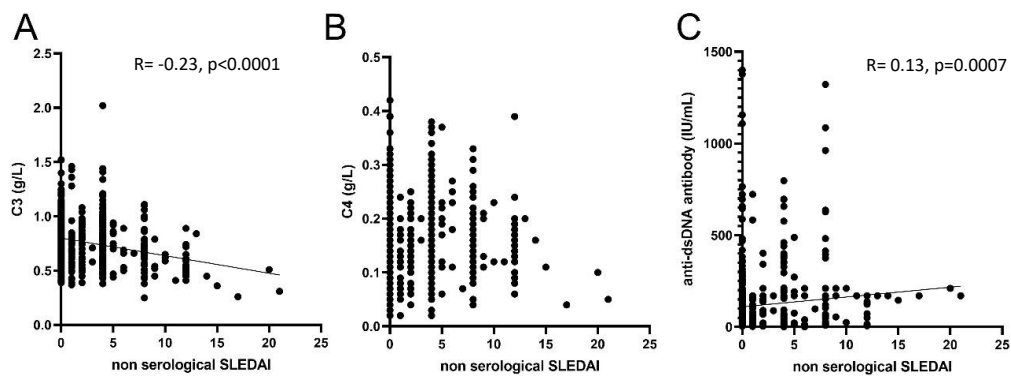 A
R= -0.23, p<0.0001
C3 (g/L)
2.5
2.0
1.5
1.0
0.5
0.0
0 5 10 15 20 25
non serological SLEDAI
B
C4 (g/L)
0.5
0.4
0.3
0.2
0.1
0.0
0 5 10 15 20 25
non serological SLEDAI
C
R= 0.13, p=0.0007
anti-dsDNA antibody (IU/mL)
1500
1000
500
0
0 5 10 15 20 25
non serological SLEDAI